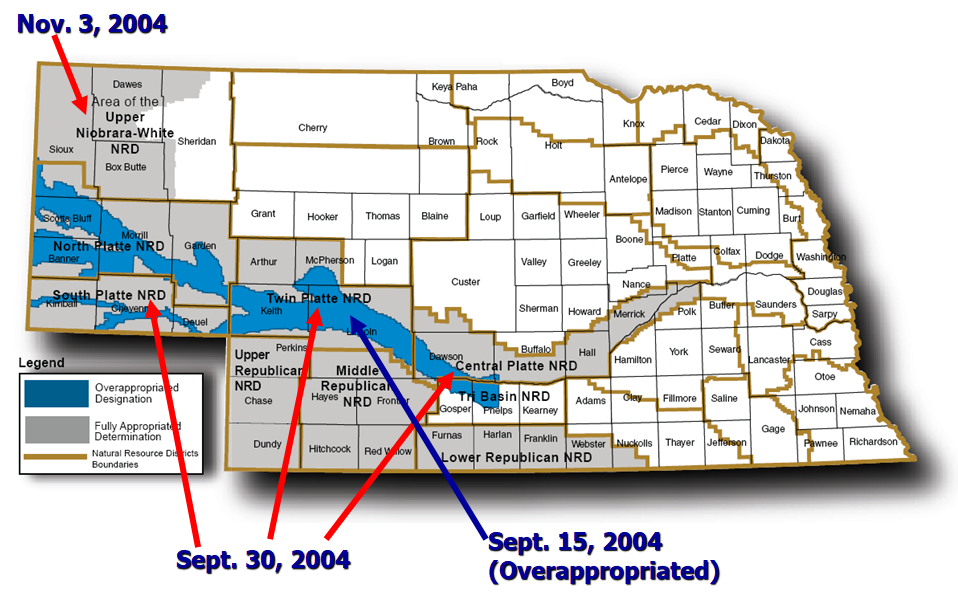 Nov. 3, 2004
Dawes
Keya Paha
Boyd
Area of the
Upper
Niobrara-White
NRD
Sioux
Sheridan
Box Butte
Cherry
Brown
Rock
Holt
Knox
Cedar
Dixon
Dakota
Antelope
Pierce
Wayne
Thurston
Scotts Bluff
Morrill
Garden
North Platte NRD
Banner
Grant
Hooker
Thomas
Blaine
Loup
Garfield
Wheeler
Madison
Stanton
Cuming
Burt
Boone
Platte
Colfax
Dodge
Washington
Arthur
McPherson
Logan
Custer
Valley
Greeley
Nance
South Platte NRD
Kimball
Cheyenne
Deuel
Twin Platte NRD
Keith
Lincoln
Sherman
Howard
Merrick
Polk
Butler
Saunders
Douglas
Sarpy
Perkins
Dawson
Buffalo
Hall
Central Platte NRD
Hamilton
York
Seward
Lancaster
Cass
Otoe
Upper
Republican
NRD
Chase
Middle
Republican
NRD
Hayes
Frontier
Tri Basin NRD
Gosper
Phelps
Kearney
Adams
Clay
Fillmore
Saline
Gage
Johnson
Nemaha
Dundy
Hitchcock
Red Willow
Furnas
Harlan
Franklin
Webster
Nuckolls
Thayer
Jefferson
Pawnee
Richardson
Lower Republican NRD
Legend
Overappropriated
Designation
Fully Appropriated
Determination
Natural Resource Districts
Boundaries
Sept. 30, 2004
Sept. 15, 2004
(Overappropriated)